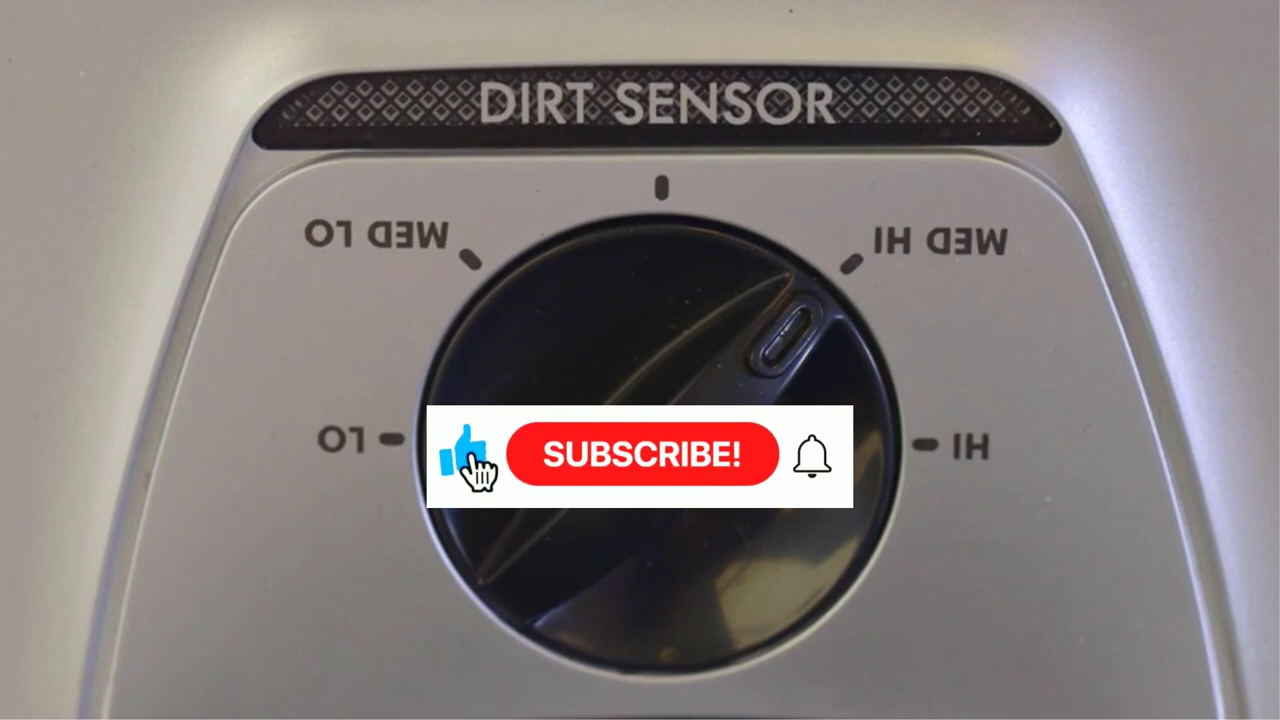 DIRT SENSOR
MED LO
MED HI
LO
HI
SUBSCRIBE!